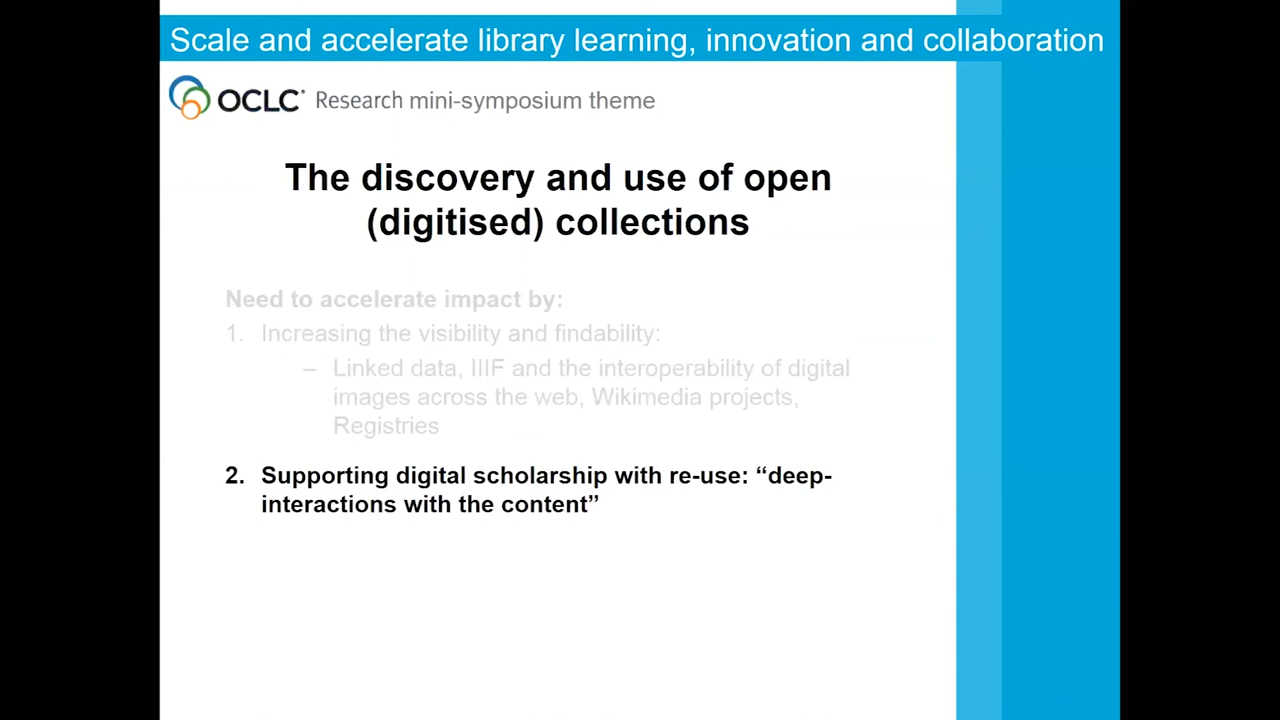 Scale and accelerate library learning, innovation and collaboration
OCLC® Research mini-symposium theme
The discovery and use of open
(digitised) collections
Need to accelerate impact by:
1. Increasing the visibility and findability:
– Linked data, IIIF and the interoperability of digital
images across the web, Wikimedia projects,
Registries
2. Supporting digital scholarship with re-use: “deep-
interactions with the content”